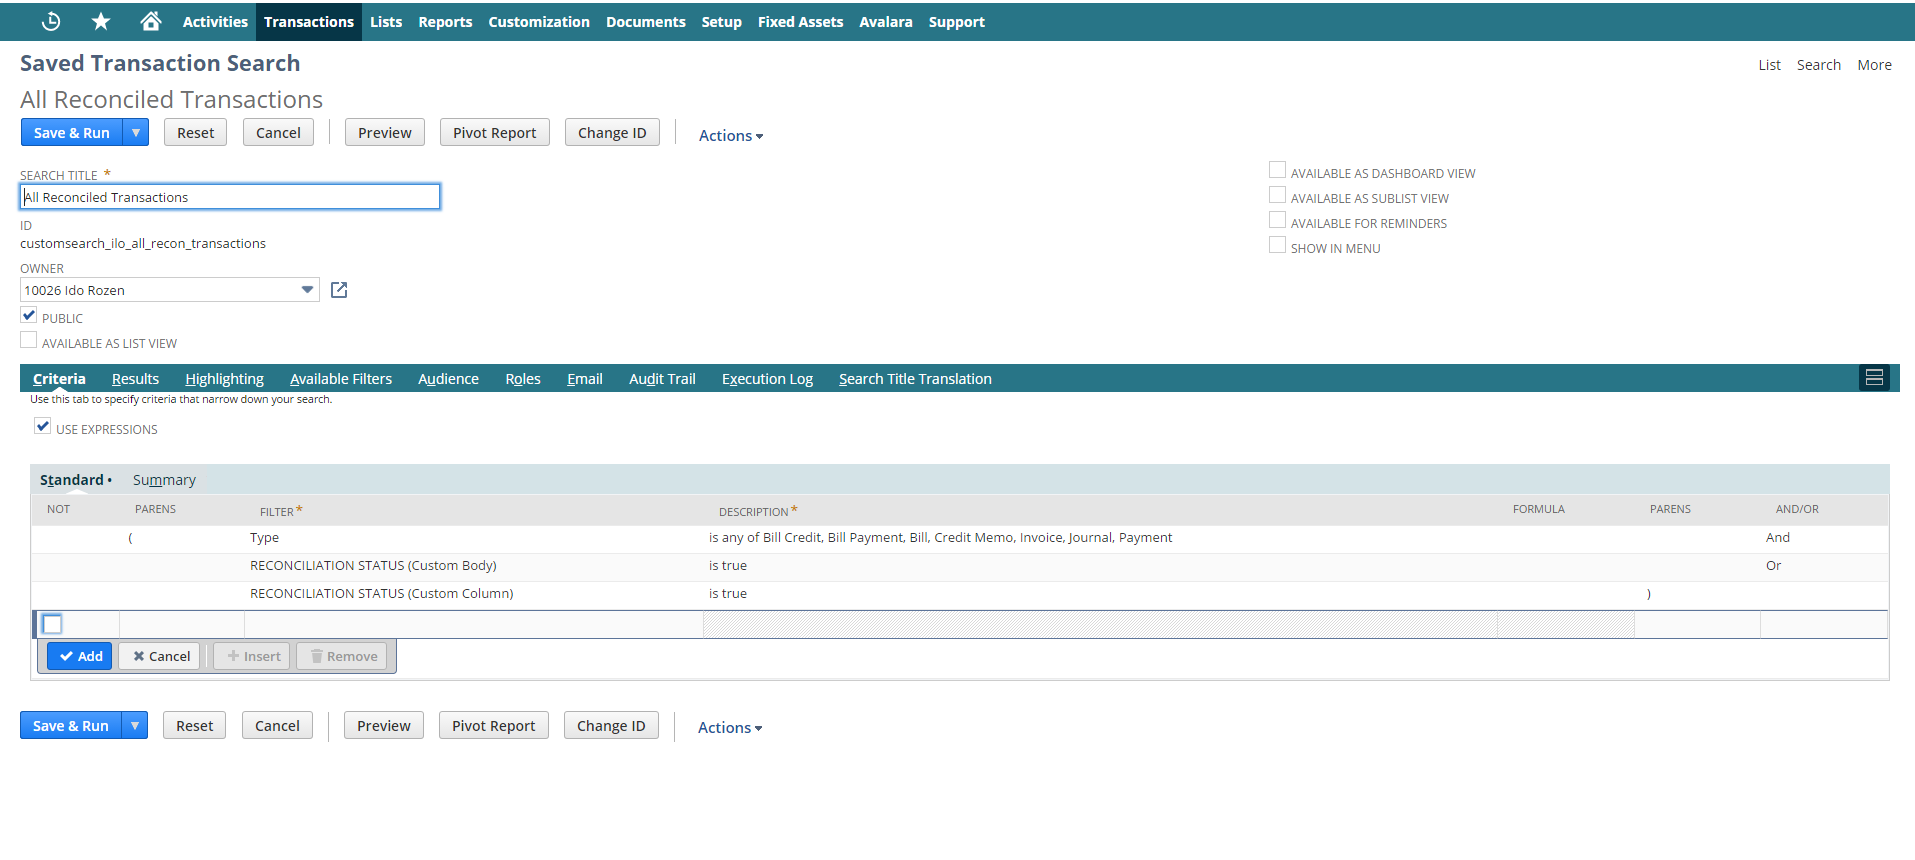 Activities Transactions Lists Reports Customization Documents Setup Fixed Assets Avalara Support
Saved Transaction Search
List Search More
All Reconciled Transactions
Save & Run Reset Cancel Preview Pivot Report Change ID Actions
SEARCH TITLE *
All Reconciled Transactions
ID
customsearch_ilo_all_recon_transactions
OWNER
10026 Ido Rozen
PUBLIC
AVAILABLE AS LIST VIEW
AVAILABLE AS DASHBOARD VIEW
AVAILABLE AS SUBLIST VIEW
AVAILABLE FOR REMINDERS
SHOW IN MENU
Criteria Results Highlighting Available Filters Audience Roles Email Audit Trail Execution Log Search Title Translation
Use this tab to specify criteria that narrow down your search.
USE EXPRESSIONS
Standard • Summary
NOT PARENS FILTER * DESCRIPTION * FORMULA PARENS AND/OR
( Type is any of Bill Credit, Bill Payment, Bill, Credit Memo, Invoice, Journal, Payment And
RECONCILIATION STATUS (Custom Body) is true Or
RECONCILIATION STATUS (Custom Column) is true )
Add Cancel Insert Remove
Save & Run Reset Cancel Preview Pivot Report Change ID Actions